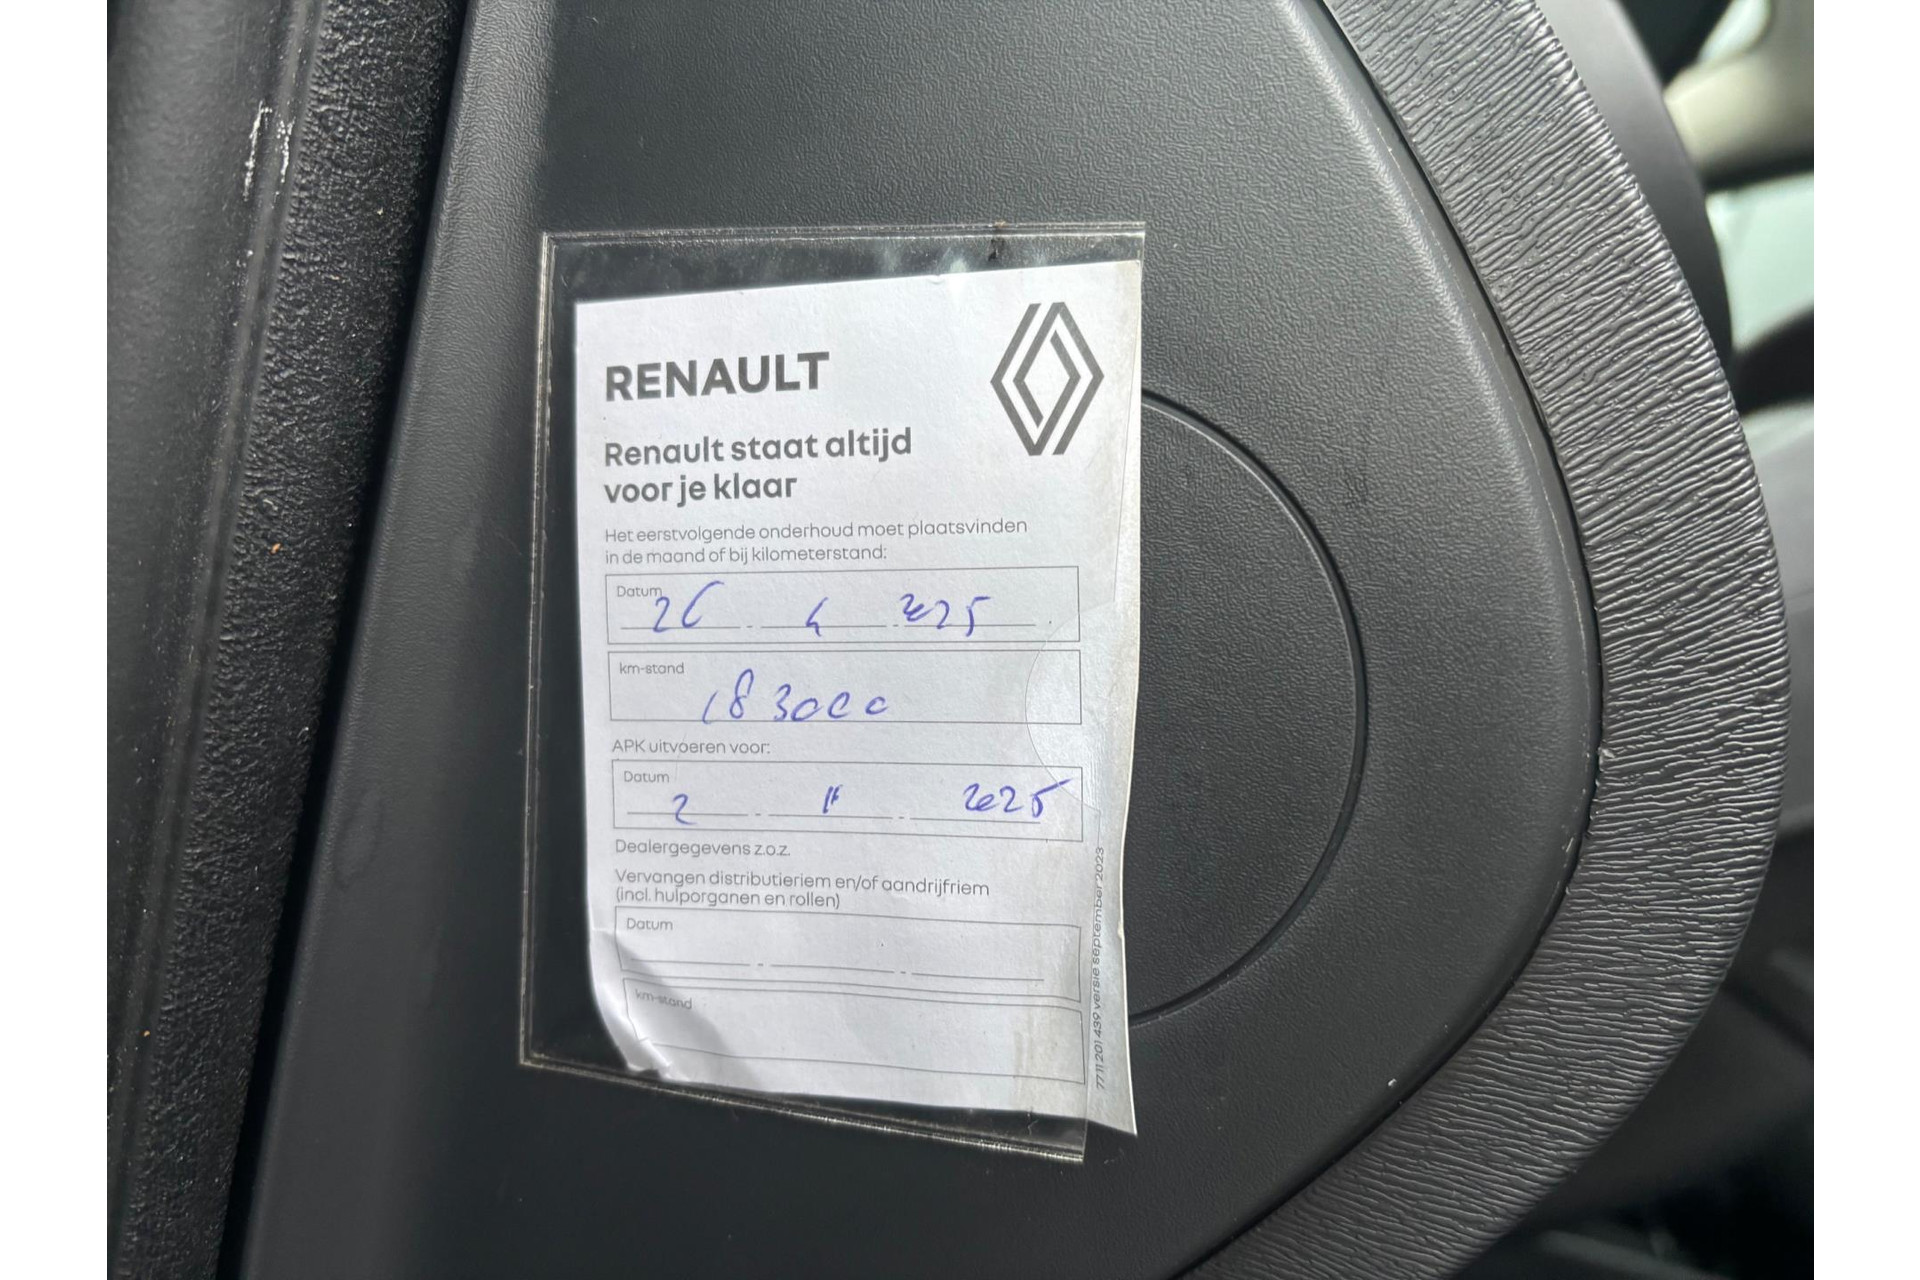 RENAULT
Renault staat altijd
voor je klaar
Het eerstvolgende onderhoud moet plaatsvinden
in de maand of bij kilometerstand:
Datum
26 - 4 - 2025
km-stand
183000
APK uitvoeren voor:
Datum
2 - - 2025
Dealergegevens z.o.z.
Vervangen distributieriem en/of aandrijfriem
(incl. hulporganen en rollen)
Datum
km-stand
77 11 201 439 versie september 2023